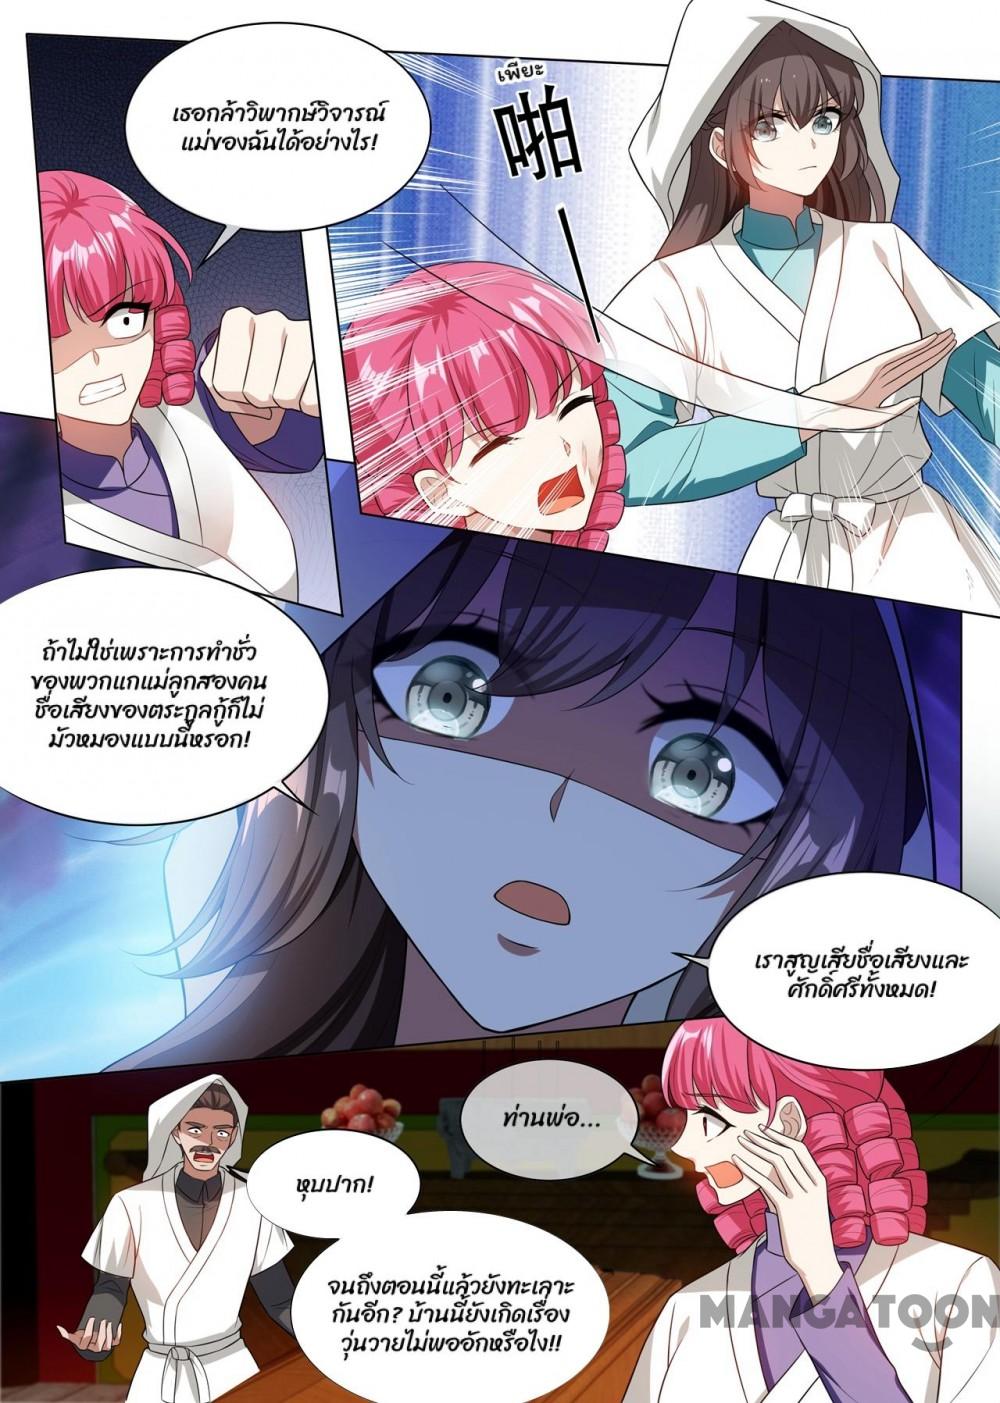 เธอกล้าวิพากษ์วิจารณ์
แม่ของฉันได้อย่างไร!
เพียะ
啪
ถ้าไม่ใช่เพราะการทำชั่ว
ของพวกแกแม่ลูกสองคน
ชื่อเสียงของตระกูลกู้ก็ไม่
มัวหมองแบบนี้หรอก!
เราสูญเสียชื่อเสียงและ
ศักดิ์ศรีทั้งหมด!
ท่านพ่อ...
หุบปาก!
จนถึงตอนนี้แล้วยังทะเลาะ
กันอีก? บ้านนี้ยังเกิดเรื่อง
วุ่นวายไม่พออีกหรือไง!!
MANGATOON